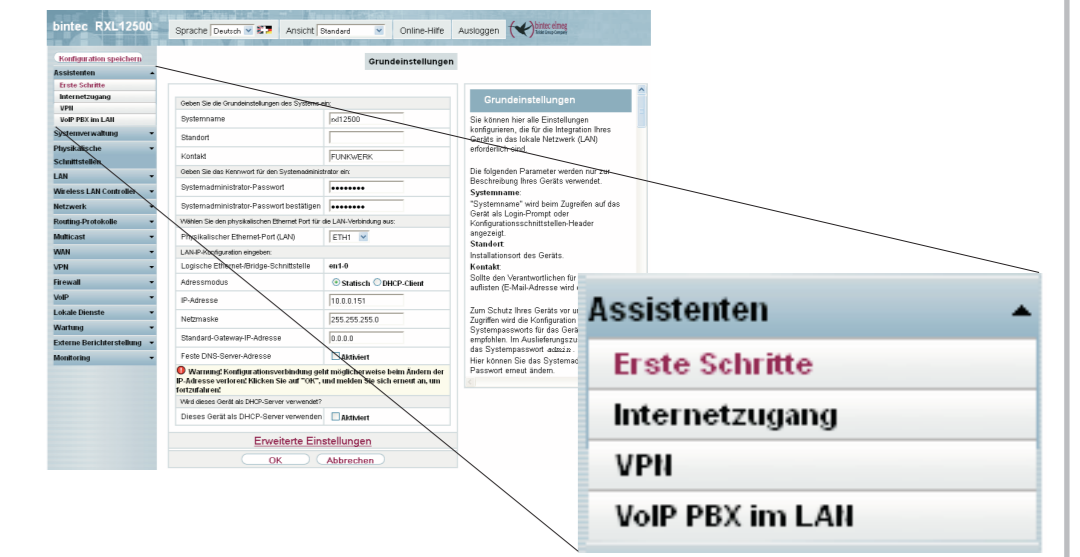 bintec RXL12500
Sprache Deutsch Ansicht Standard Online-Hilfe Ausloggen bintec elmeg
Konfiguration speichern
Grundeinstellungen
Assistenten
Erste Schritte
Internetzugang
VPN
VoIP PBX im LAN
Systemverwaltung
Physikalische
Schnittstellen
LAN
Wireless LAN Controller
Netzwerk
Routing-Protokolle
Multicast
WAN
VPN
Firewall
VoIP
Lokale Dienste
Wartung
Externe Berichterstellung
Monitoring
Geben Sie die Grundeinstellungen des Systems ein:
Systemname rxl12500
Standort
Kontakt FUNKWERK
Geben Sie das Kennwort für den Systemadministrator ein:
Systemadministrator-Passwort ••••••••
Systemadministrator-Passwort bestätigen ••••••••
Wählen Sie den physikalischen Ethernet Port für die LAN-Verbindung aus:
Physikalischer Ethernet-Port (LAN) ETH1
LAN-IP-Konfiguration eingeben:
Logische Ethernet-/Bridge-Schnittstelle en1-0
Adressmodus Statisch DHCP-Client
IP-Adresse 10.0.0.151
Netzmaske 255.255.255.0
Standard-Gateway-IP-Adresse 0.0.0.0
Feste DNS-Server-Adresse Aktiviert
Warnung! Konfigurationsverbindung geht möglicherweise beim Ändern der
IP-Adresse verloren! Klicken Sie auf "OK", und melden Sie sich erneut an, um
fortzufahren!
Wird dieses Gerät als DHCP-Server verwendet?
Dieses Gerät als DHCP-Server verwenden Aktiviert
Erweiterte Einstellungen
OK Abbrechen
Grundeinstellungen
Sie können hier alle Einstellungen
konfigurieren, die für die Integration Ihres
Geräts in das lokale Netzwerk (LAN)
erforderlich sind.
Die folgenden Parameter werden nur zur
Beschreibung Ihres Geräts verwendet.
Systemname:
"Systemname" wird beim Zugreifen auf das
Gerät als Login-Prompt oder
Konfigurationsschnittstellen-Header
angezeigt.
Standort:
Installationsort des Geräts.
Kontakt:
Sollte den Verantwortlichen für
auflisten (E-Mail-Adresse wird
Zum Schutz Ihres Geräts vor
Zugriffen wird die Konfiguration
Systempassworts für das Gerä
empfohlen. Im Auslieferungszu
das Systempasswort admin.
Hier können Sie das Systemad
Passwort erneut ändern.
Assistenten
Erste Schritte
Internetzugang
VPN
VoIP PBX im LAN